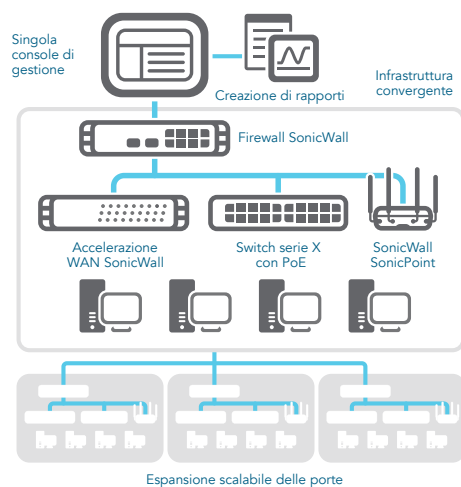 Singola
console di
gestione
Creazione di rapporti
Infrastruttura
convergente
Firewall SonicWall
Accelerazione
WAN SonicWall
Switch serie X
con PoE
SonicWall
SonicPoint
Espansione scalabile delle porte